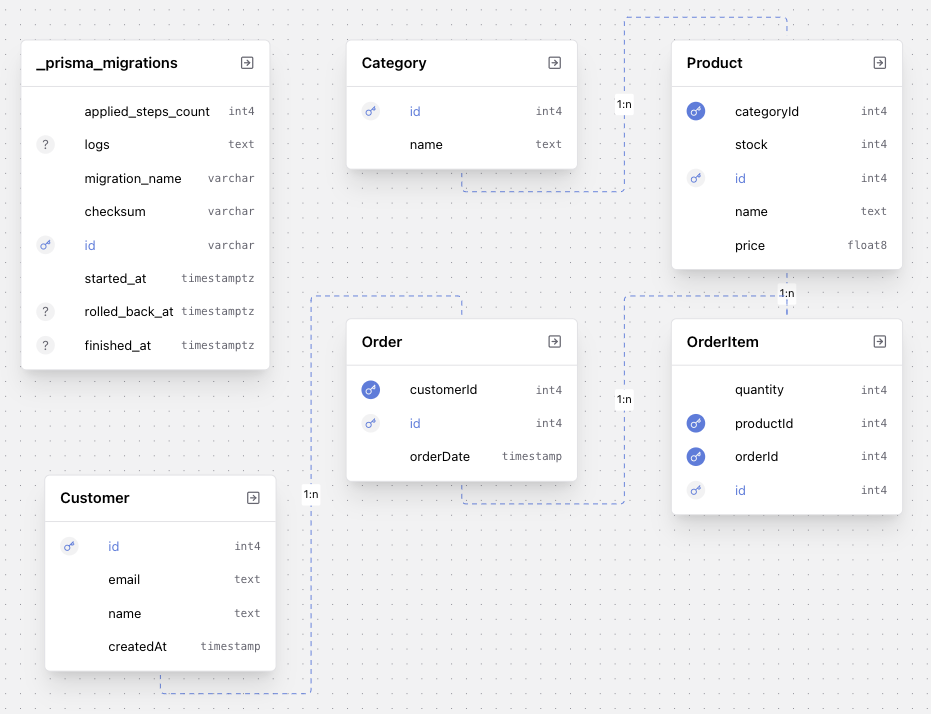 _prisma_migrations
applied_steps_count int4
? logs text
migration_name varchar
checksum varchar
id varchar
started_at timestamptz
? rolled_back_at timestamptz
? finished_at timestamptz
Category
id int4
name text
1:n
Product
categoryId int4
stock int4
id int4
name text
price float8
1:n
Order
customerId int4
id int4
orderDate timestamp
1:n
OrderItem
quantity int4
productId int4
orderId int4
id int4
Customer
id int4
email text
name text
createdAt timestamp
1:n